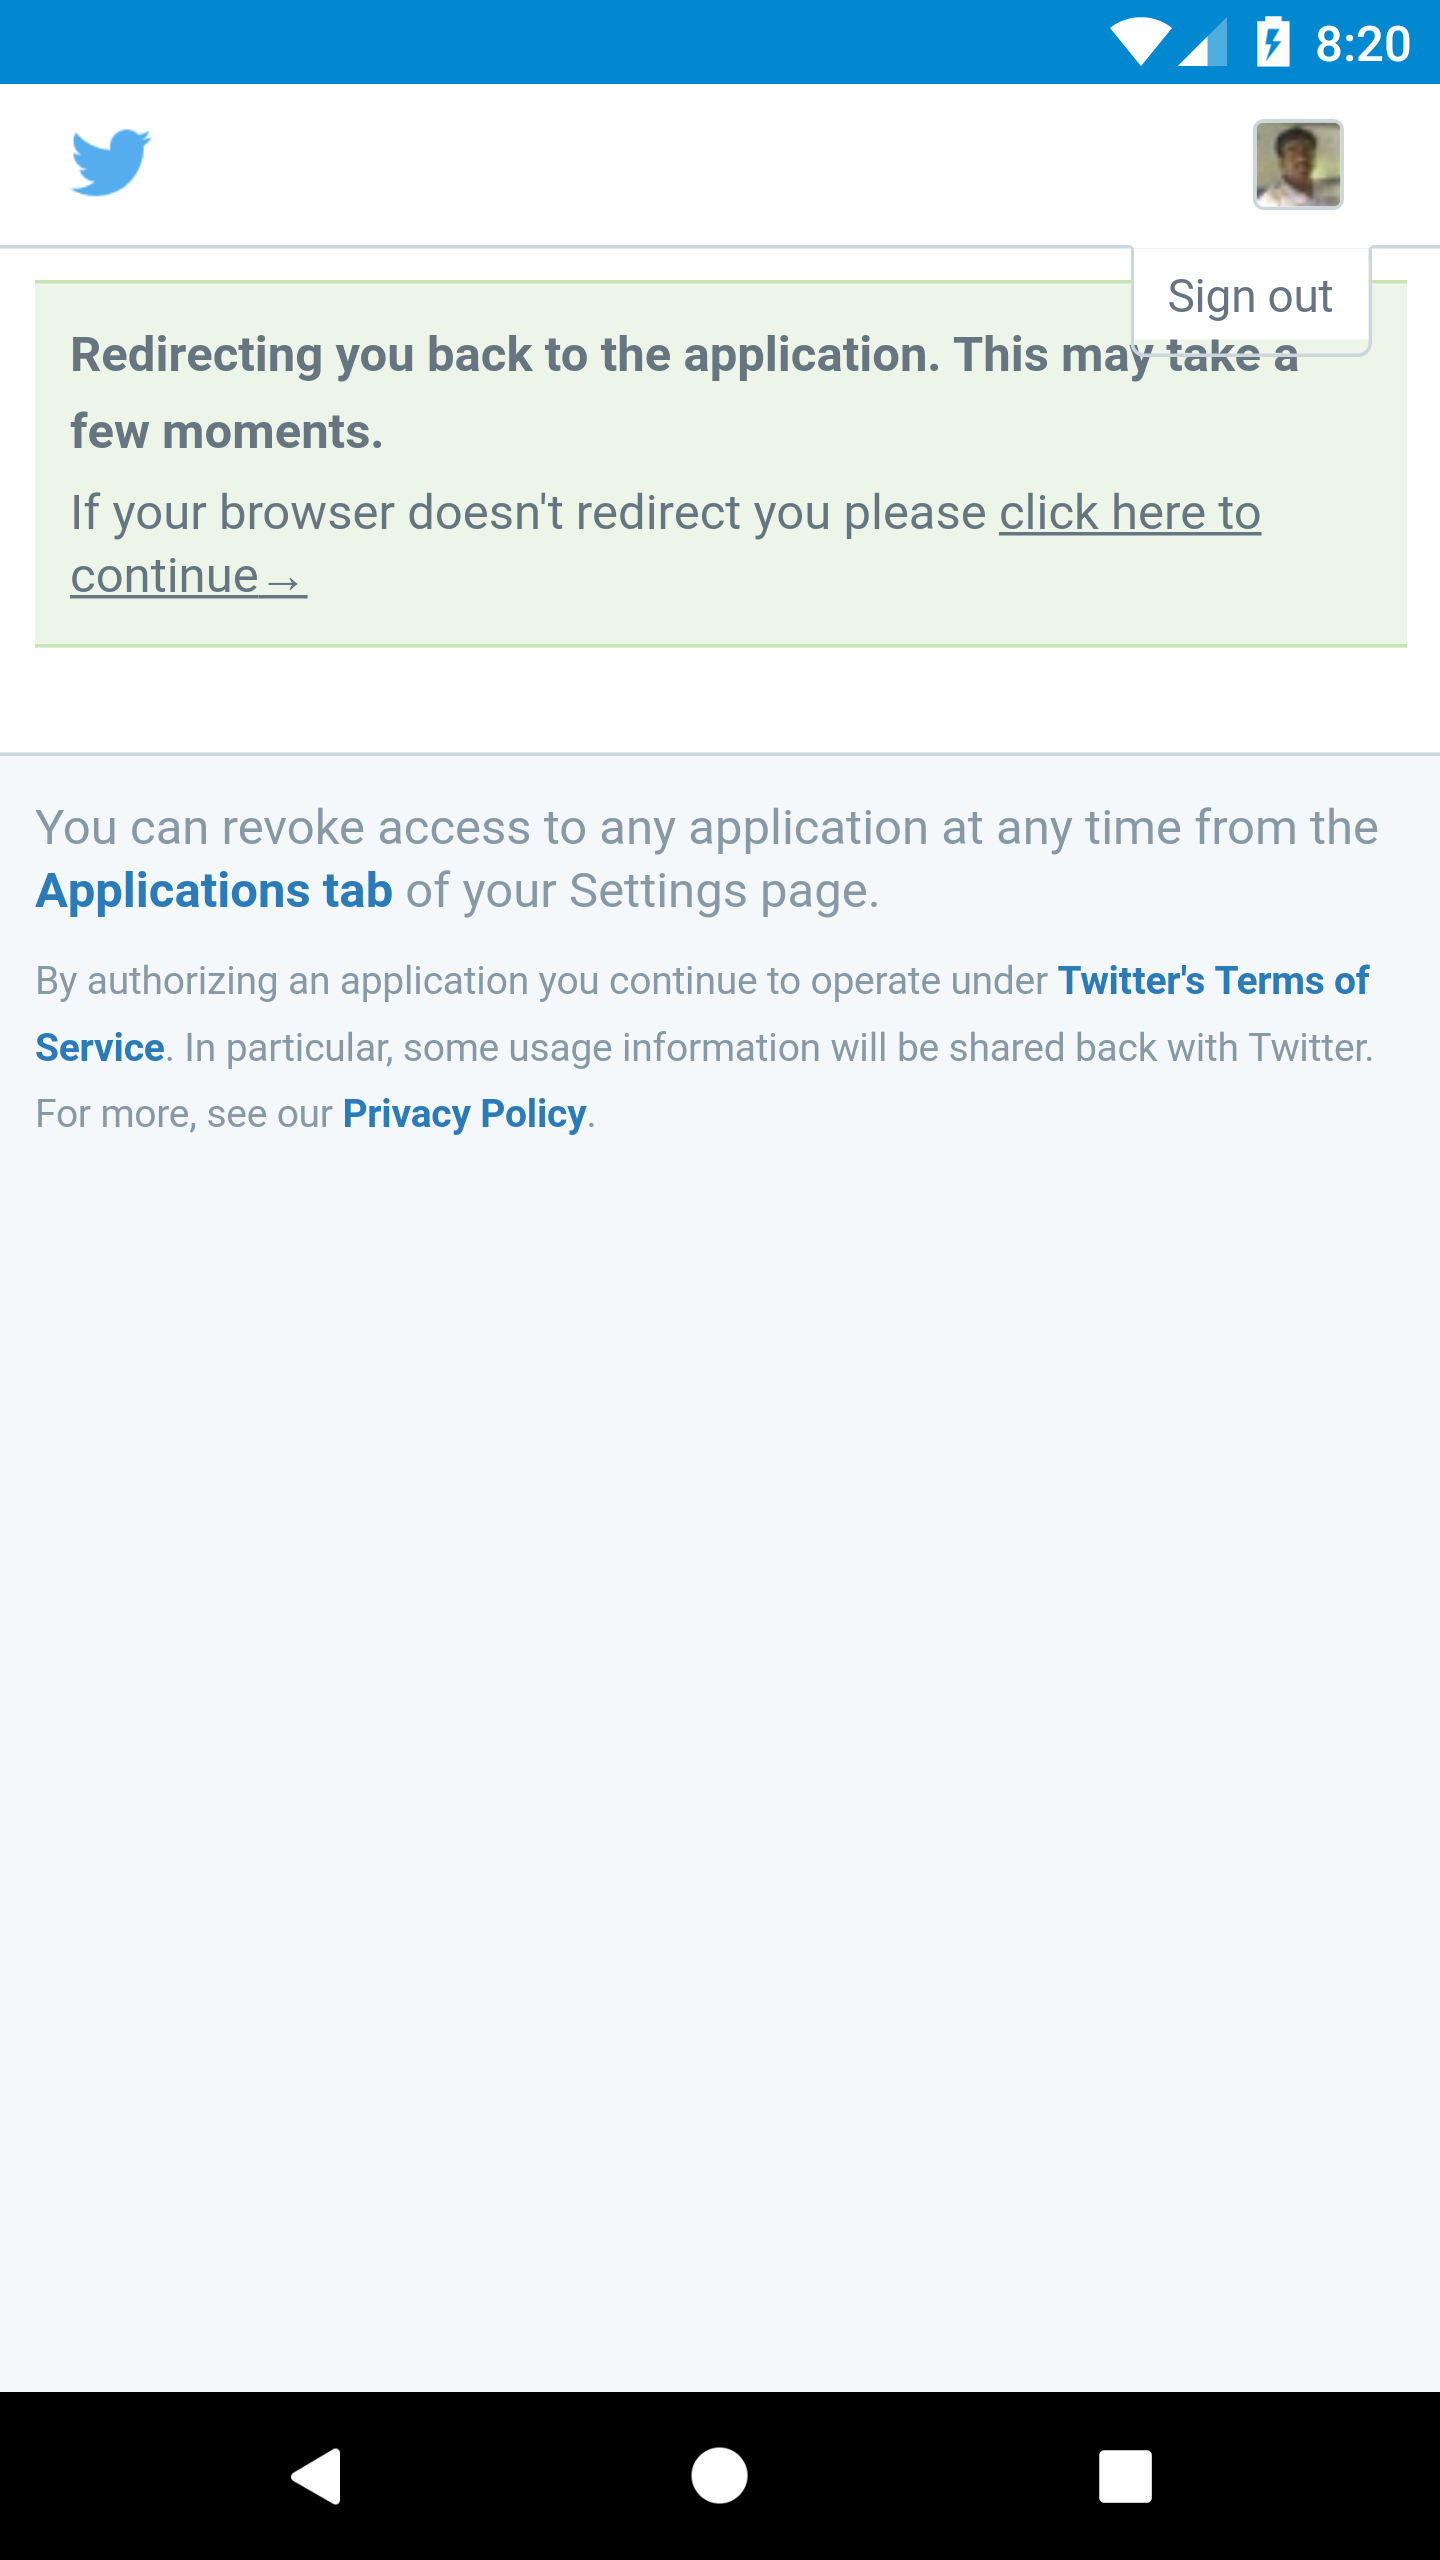 8:20
Sign out
Redirecting you back to the application. This may take a
few moments.
If your browser doesn't redirect you please click here to
continue→
You can revoke access to any application at any time from the
Applications tab of your Settings page.
By authorizing an application you continue to operate under Twitter's Terms of
Service. In particular, some usage information will be shared back with Twitter.
For more, see our Privacy Policy.